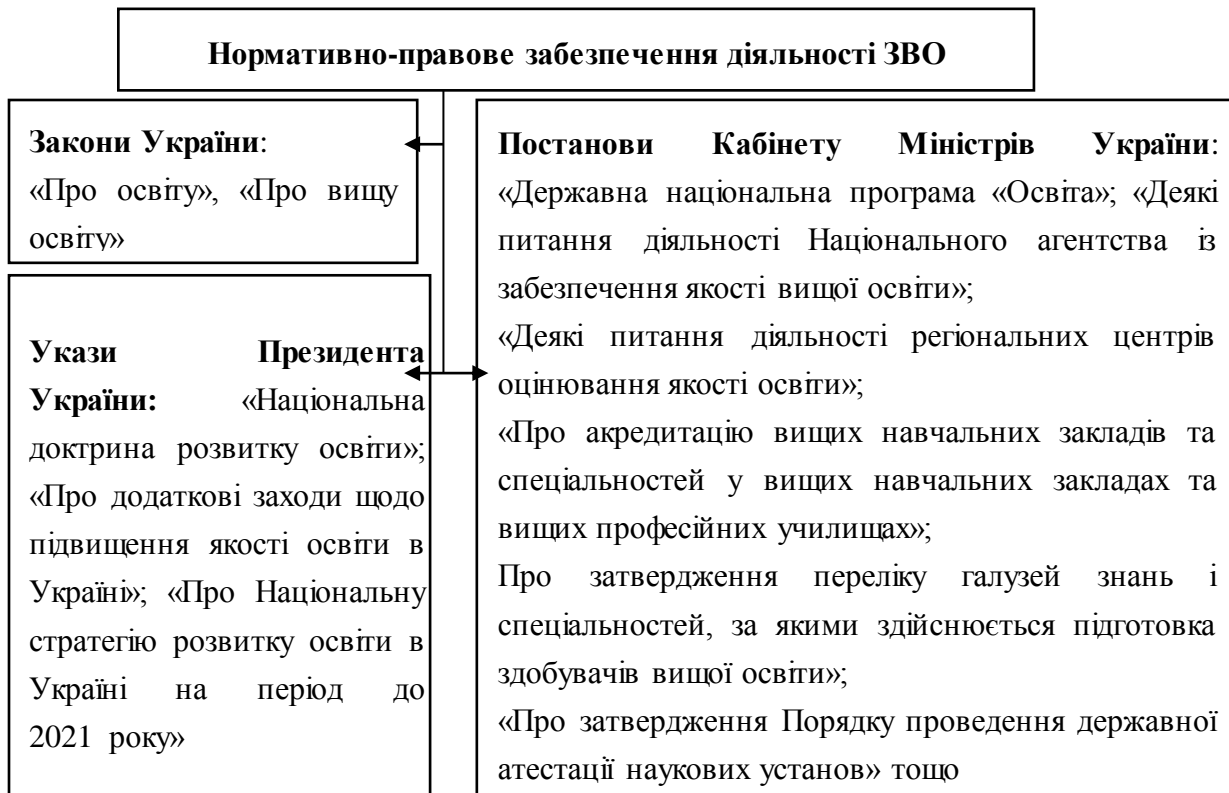 Нормативно-правове забезпечення діяльності ЗВО
Закони України:
«Про освіту», «Про вищу
освіту»
Укази Президента
України: «Національна
доктрина розвитку освіти»;
«Про додаткові заходи щодо
підвищення якості освіти в
Україні»; «Про Національну
стратегію розвитку освіти в
Україні на період до
2021 року»
Постанови Кабінету Міністрів України:
«Державна національна програма «Освіта»; «Деякі
питання діяльності Національного агентства із
забезпечення якості вищої освіти»;
«Деякі питання діяльності регіональних центрів
оцінювання якості освіти»;
«Про акредитацію вищих навчальних закладів та
спеціальностей у вищих навчальних закладах та
вищих професійних училищах»;
Про затвердження переліку галузей знань і
спеціальностей, за якими здійснюється підготовка
здобувачів вищої освіти»;
«Про затвердження Порядку проведення державної
атестації наукових установ» тощо